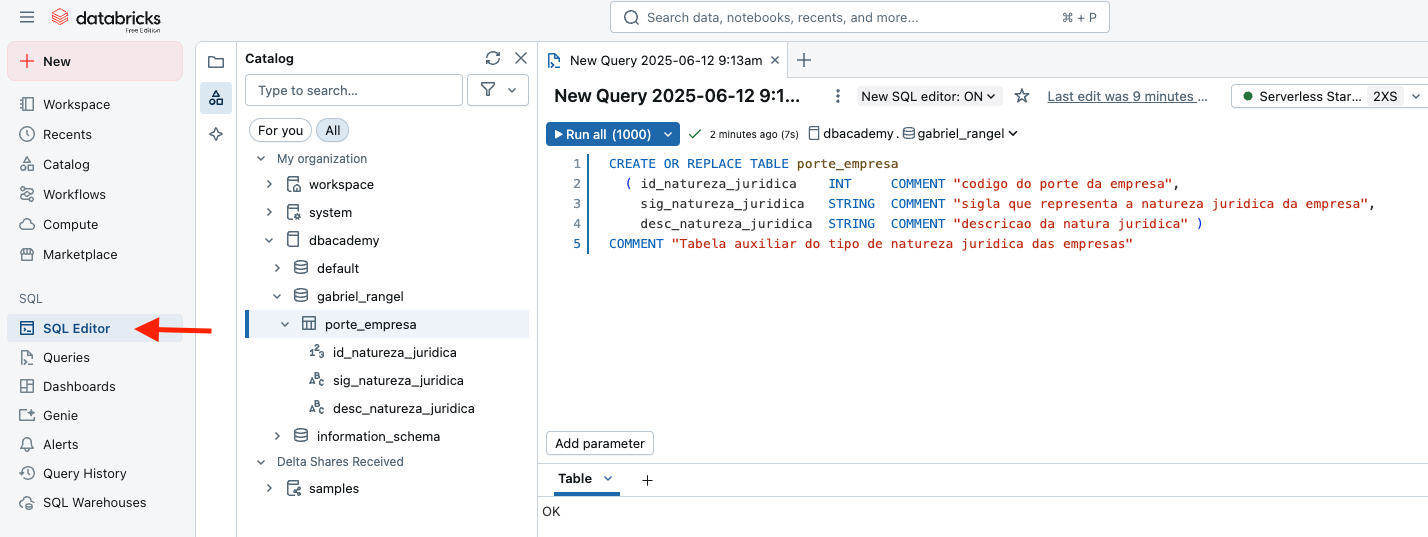 databricks
Free Edition
Search data, notebooks, recents, and more...
⌘ + P
New
Workspace
Recents
Catalog
Workflows
Compute
Marketplace
SQL
SQL Editor
Queries
Dashboards
Genie
Alerts
Query History
SQL Warehouses
Catalog
Type to search...
For you
All
My organization
workspace
system
dbacademy
default
gabriel_rangel
porte_empresa
id_natureza_juridica
sig_natureza_juridica
desc_natureza_juridica
information_schema
Delta Shares Received
samples
New Query 2025-06-12 9:13am
New Query 2025-06-12 9:1...
New SQL editor: ON
Last edit was 9 minutes ...
Serverless Star... 2XS
Run all (1000)
2 minutes ago (7s)
dbacademy . gabriel_rangel
1 CREATE OR REPLACE TABLE porte_empresa
2 ( id_natureza_juridica INT COMMENT "codigo do porte da empresa",
3 sig_natureza_juridica STRING COMMENT "sigla que representa a natureza juridica da empresa",
4 desc_natureza_juridica STRING COMMENT "descricao da natura juridica" )
5 COMMENT "Tabela auxiliar do tipo de natureza juridica das empresas"
Add parameter
Table
OK